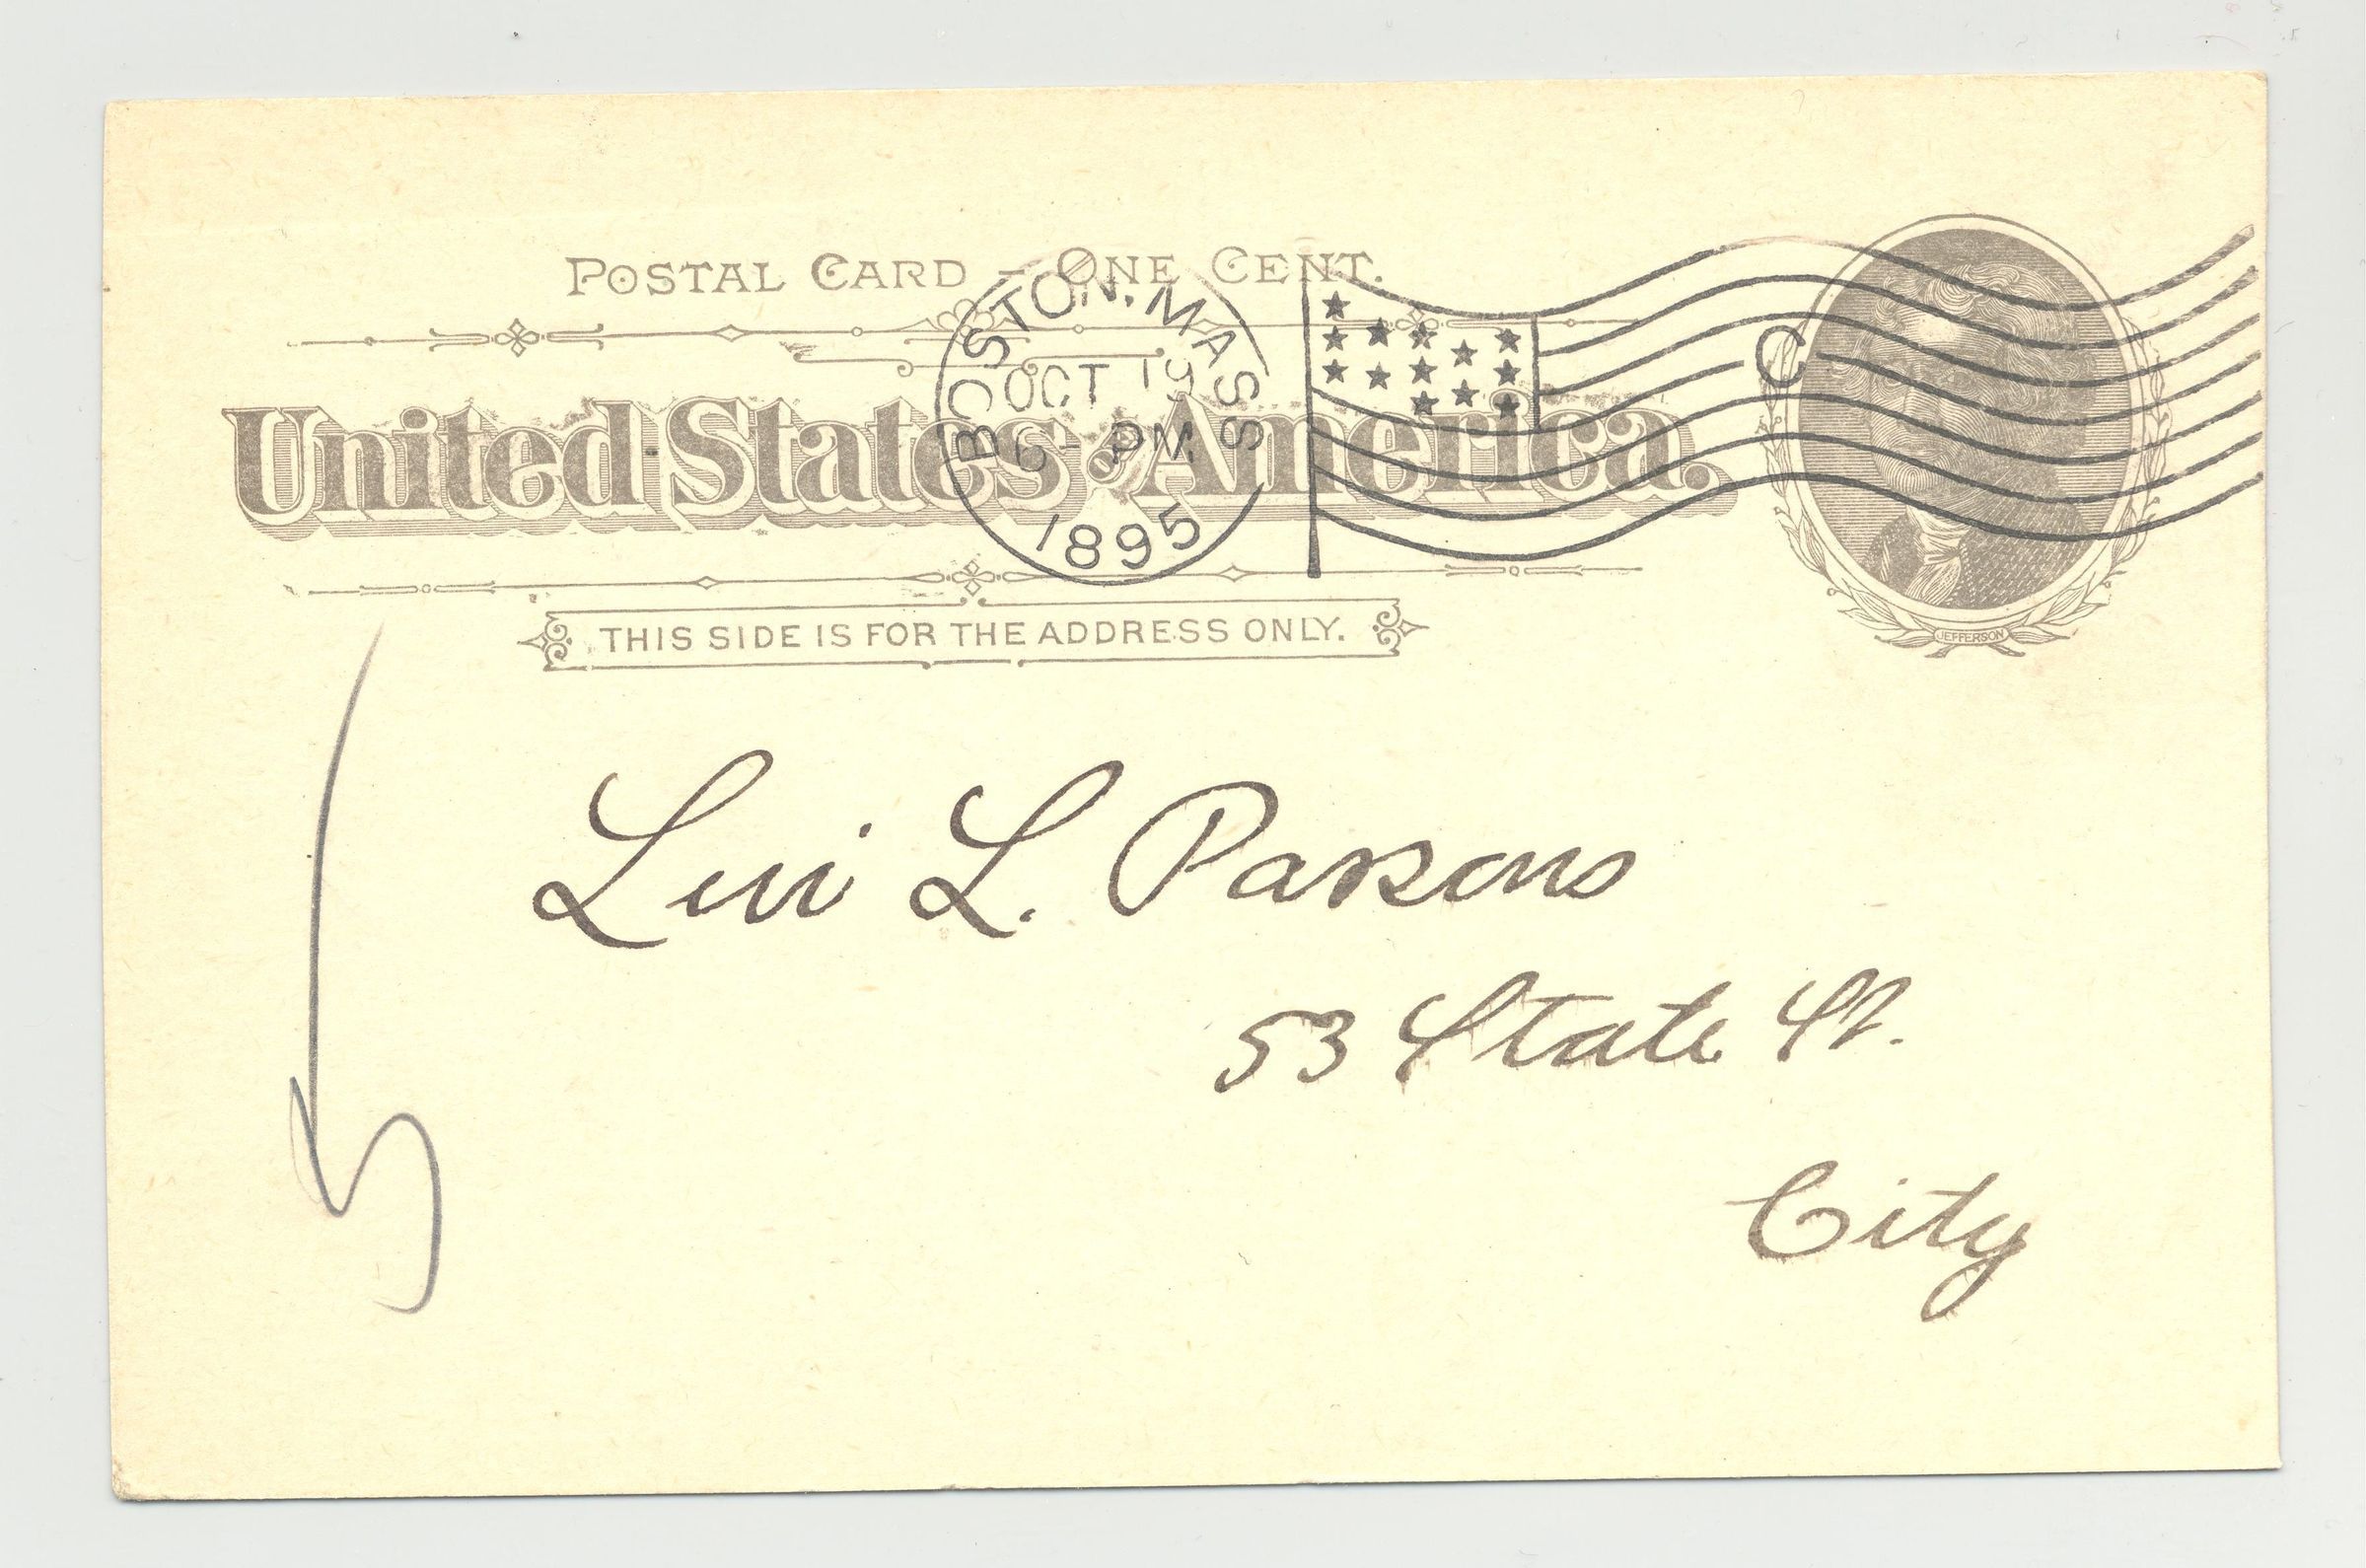 POSTAL CARD - ONE CENT.
BOSTON, MASS
OCT 19
6 - PM
1895
C
United States of America.
JEFFERSON
THIS SIDE IS FOR THE ADDRESS ONLY.
Levi L. Parsons
53 State St.
City